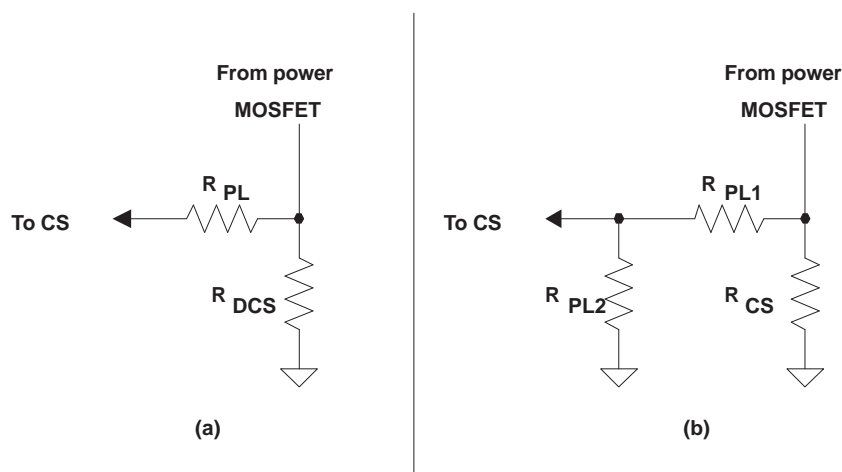 From power
MOSFET
R PL
To CS
R DCS
(a)
From power
MOSFET
R PL1
To CS
R PL2
R CS
(b)